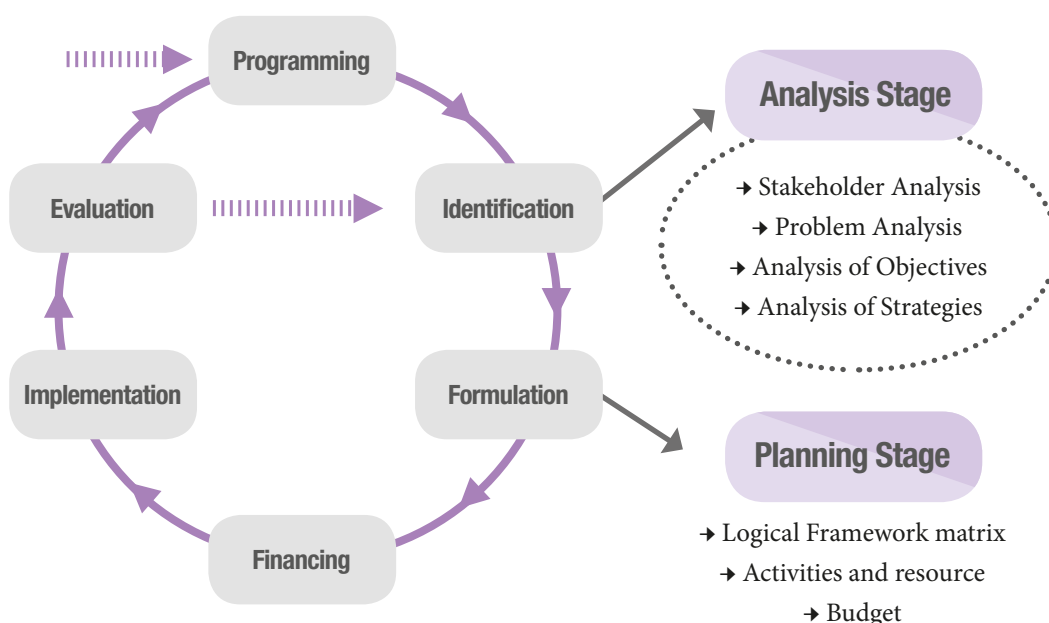 Programming
Analysis Stage
Evaluation
Identification
→ Stakeholder Analysis
→ Problem Analysis
→ Analysis of Objectives
→ Analysis of Strategies
Implementation
Formulation
Planning Stage
Financing
→ Logical Framework matrix
→ Activities and resource
→ Budget